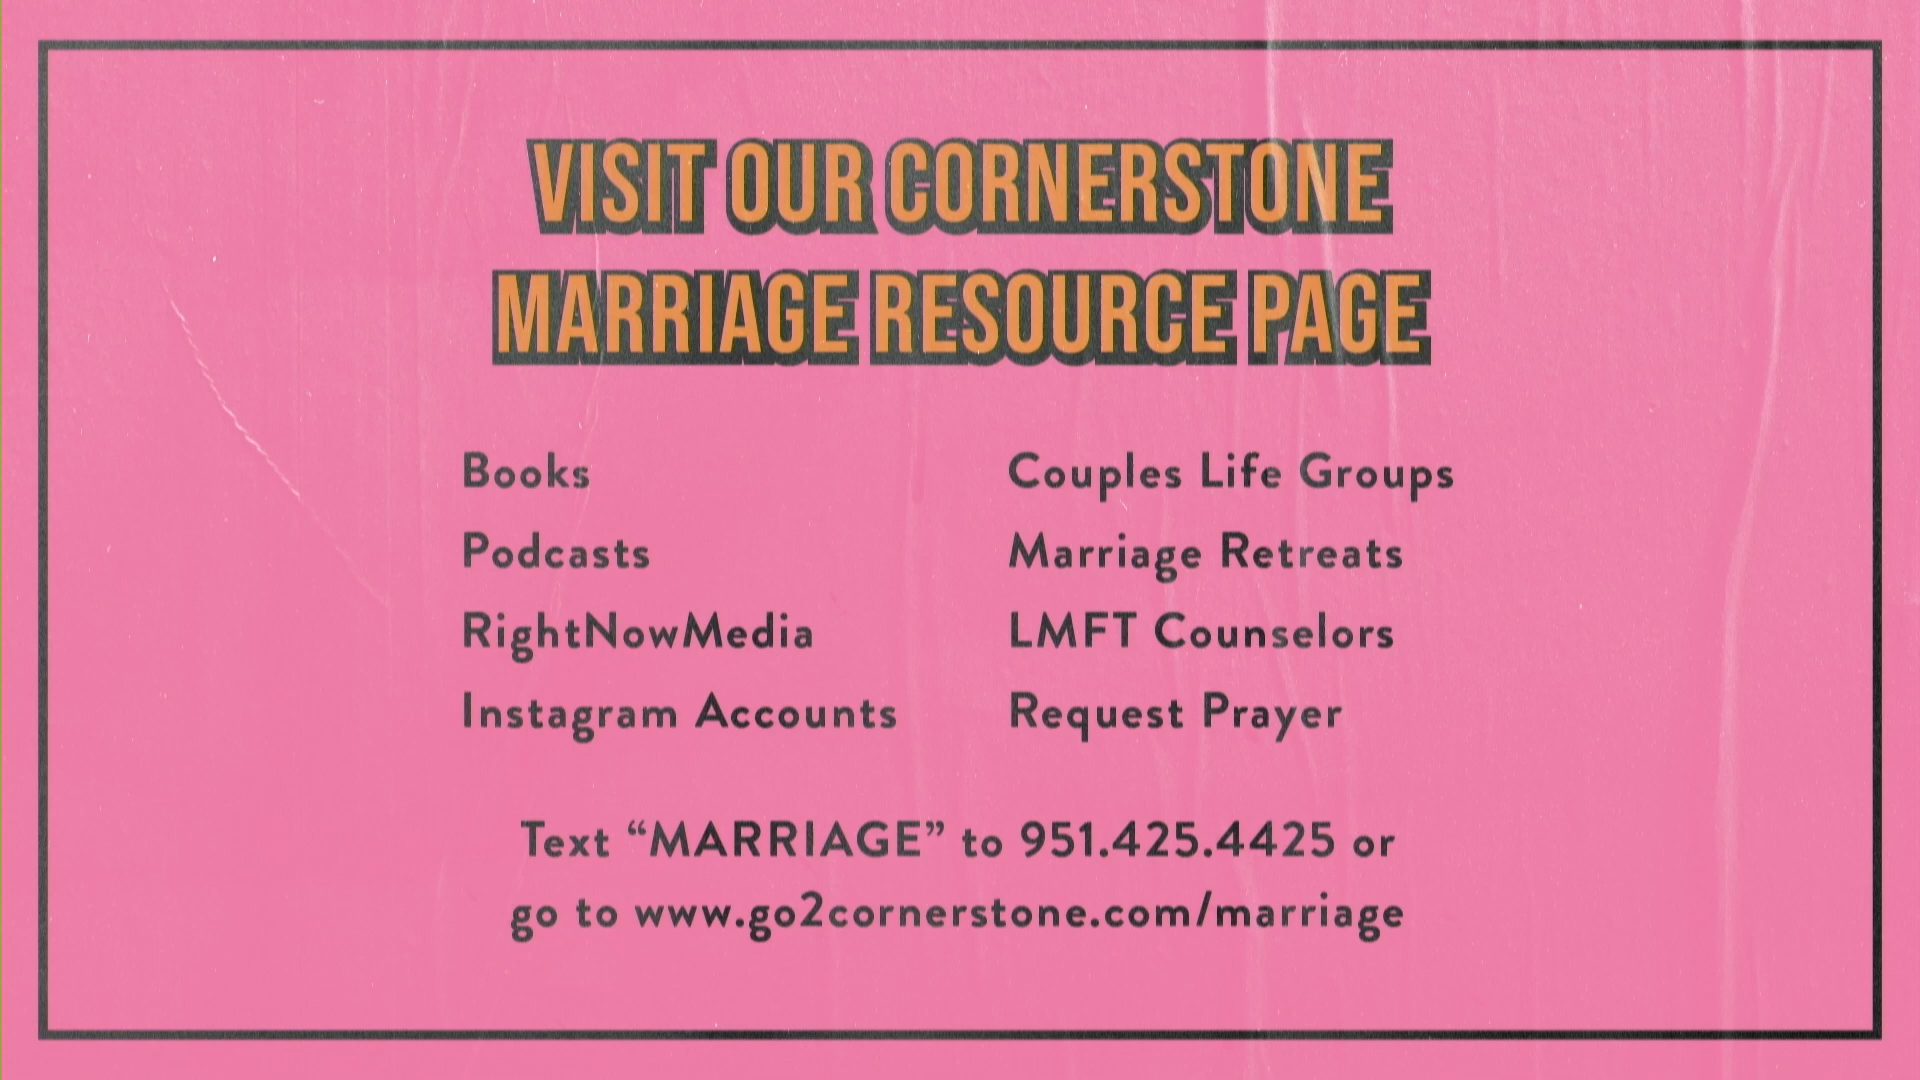 VISIT OUR CORNERSTONE
MARRIAGE RESOURCE PAGE
Books
Podcasts
RightNowMedia
Instagram Accounts
Couples Life Groups
Marriage Retreats
LMFT Counselors
Request Prayer
Text “MARRIAGE” to 951.425.4425 or
go to www.go2cornerstone.com/marriage